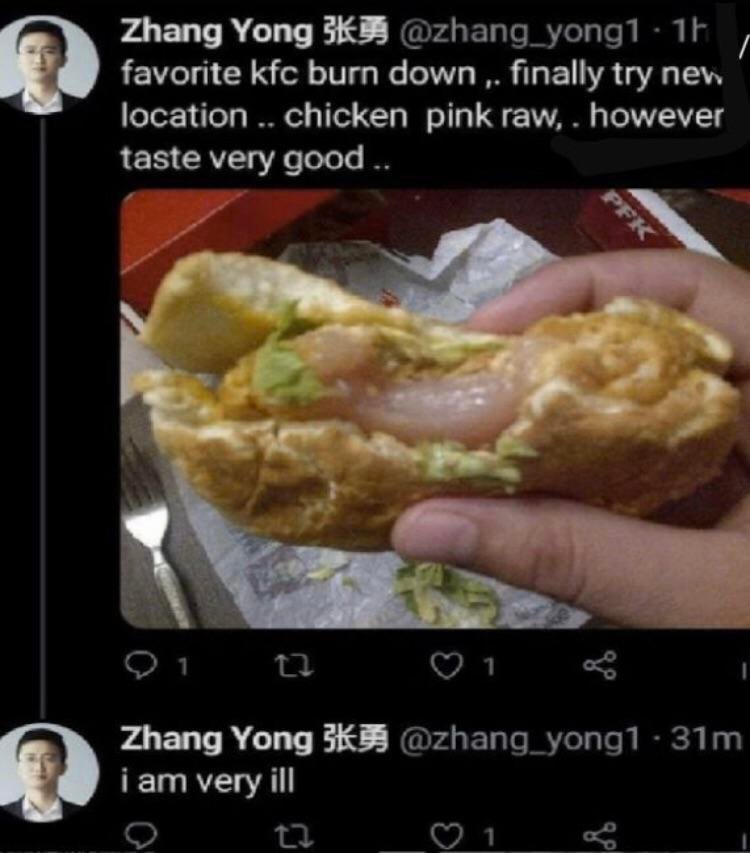 Zhang Yong 张勇 @zhang_yong1 · 1h
favorite kfc burn down ,. finally try new
location .. chicken pink raw, . however
taste very good ..
PFK
1
1
Zhang Yong 张勇 @zhang_yong1 · 31m
i am very ill
1